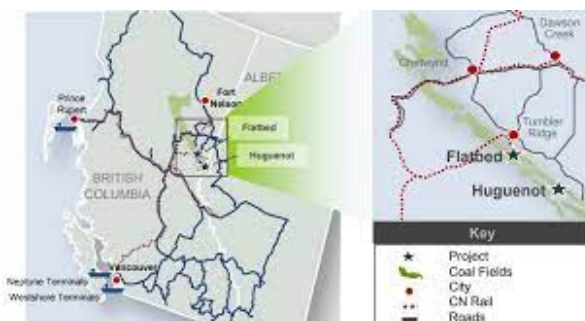 ALBE
Fort
Nelson
Prince
Rupert
Flatbed
Huguenot
BRITISH
COLUMBIA
Vancouver
Neptune Terminals
Westshore Terminals
Dawson
Creek
Chetwynd
Tumbler
Ridge
Flatbed
Huguenot
Key
Project
Coal Fields
City
CN Rail
Roads